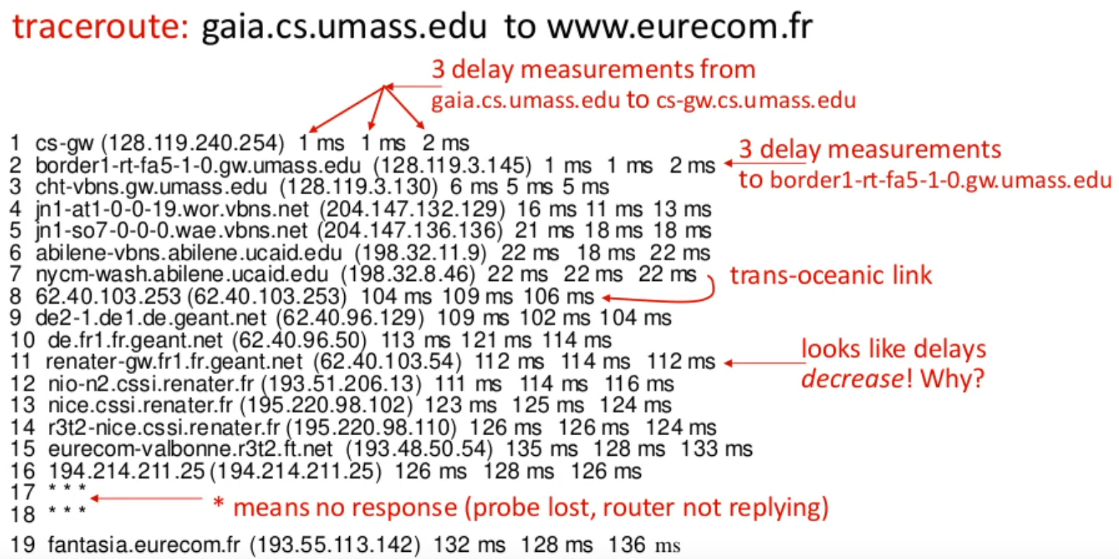 traceroute: gaia.cs.umass.edu to www.eurecom.fr
3 delay measurements from
gaia.cs.umass.edu to cs-gw.cs.umass.edu
1 cs-gw (128.119.240.254) 1 ms 1 ms 2 ms
2 border1-rt-fa5-1-0.gw.umass.edu (128.119.3.145) 1 ms 1 ms 2 ms
3 delay measurements
to border1-rt-fa5-1-0.gw.umass.edu
3 cht-vbns.gw.umass.edu (128.119.3.130) 6 ms 5 ms 5 ms
4 jn1-at1-0-0-19.wor.vbns.net (204.147.132.129) 16 ms 11 ms 13 ms
5 jn1-so7-0-0-0.wae.vbns.net (204.147.136.136) 21 ms 18 ms 18 ms
6 abilene-vbns.abilene.ucaid.edu (198.32.11.9) 22 ms 18 ms 22 ms
7 nycm-wash.abilene.ucaid.edu (198.32.8.46) 22 ms 22 ms 22 ms
trans-oceanic link
8 62.40.103.253 (62.40.103.253) 104 ms 109 ms 106 ms
9 de2-1.de1.de.geant.net (62.40.96.129) 109 ms 102 ms 104 ms
10 de.fr1.fr.geant.net (62.40.96.50) 113 ms 121 ms 114 ms
11 renater-gw.fr1.fr.geant.net (62.40.103.54) 112 ms 114 ms 112 ms
looks like delays
decrease! Why?
12 nio-n2.cssi.renater.fr (193.51.206.13) 111 ms 114 ms 116 ms
13 nice.cssi.renater.fr (195.220.98.102) 123 ms 125 ms 124 ms
14 r3t2-nice.cssi.renater.fr (195.220.98.110) 126 ms 126 ms 124 ms
15 eurecom-valbonne.r3t2.ft.net (193.48.50.54) 135 ms 128 ms 133 ms
16 194.214.211.25 (194.214.211.25) 126 ms 128 ms 126 ms
17 * * *
18 * * *
* means no response (probe lost, router not replying)
19 fantasia.eurecom.fr (193.55.113.142) 132 ms 128 ms 136 ms